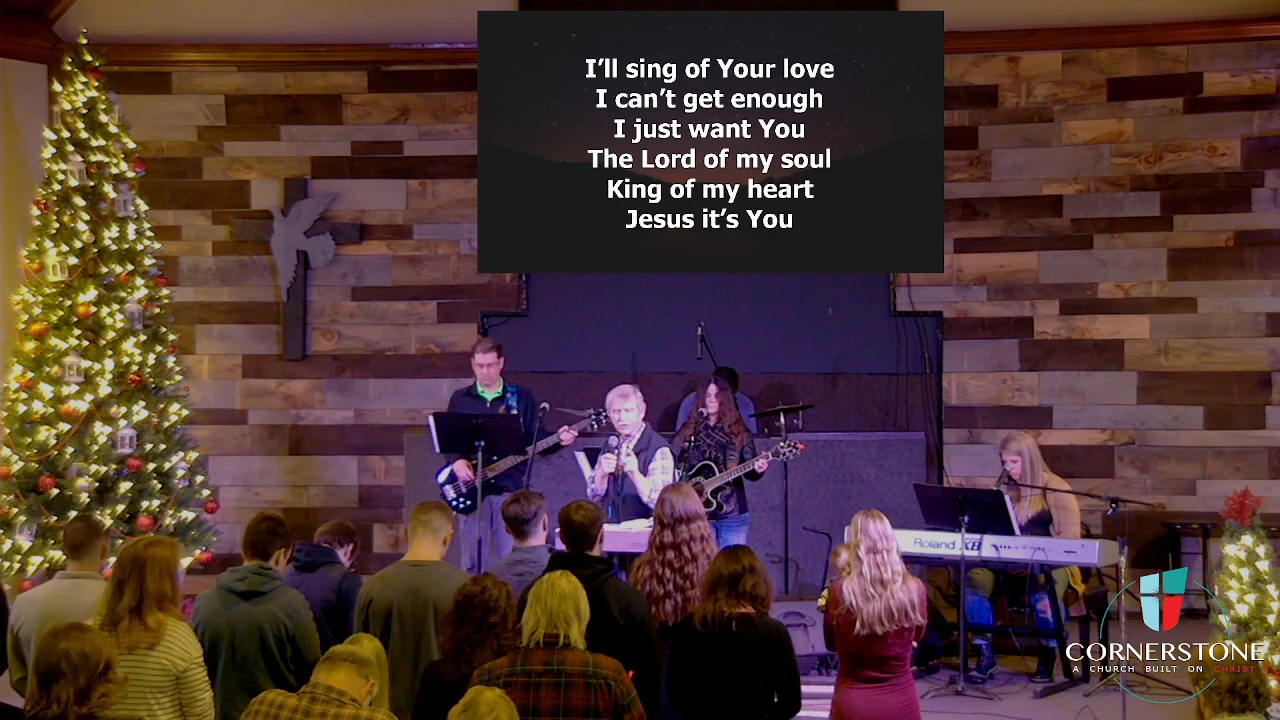 I'll sing of Your love
I can't get enough
I just want You
The Lord of my soul
King of my heart
Jesus it's You
Roland X8
CORNERSTONE
A CHURCH BUILT ON CHRIST